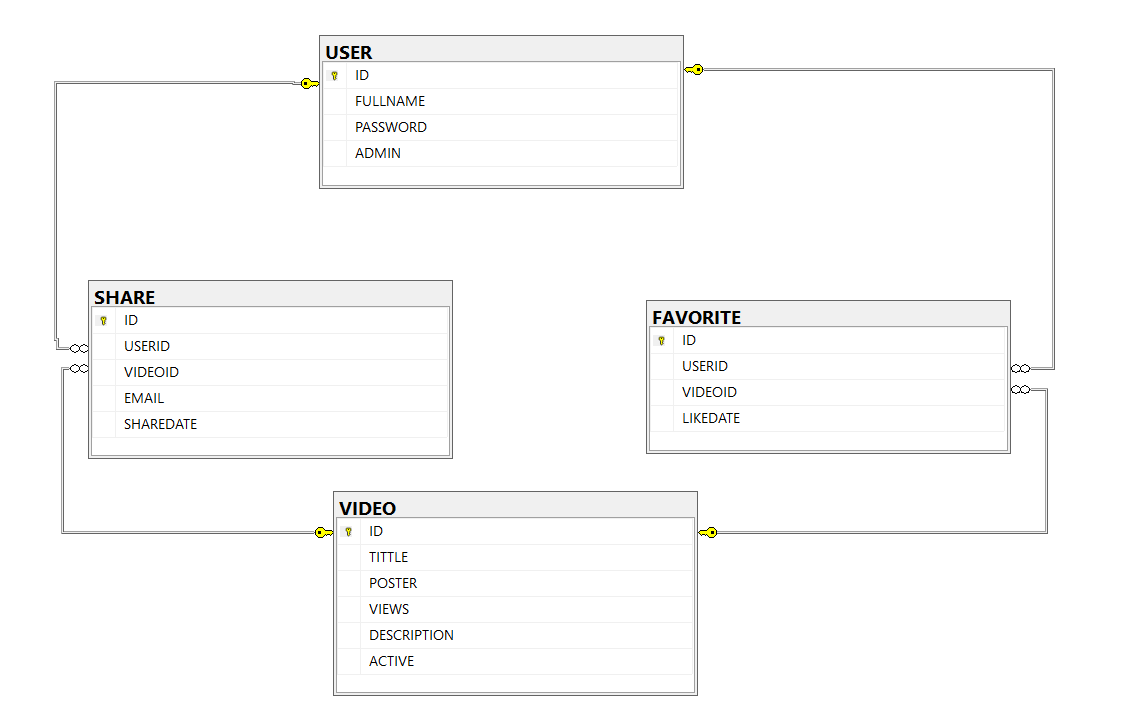 USER
ID
FULLNAME
PASSWORD
ADMIN
SHARE
ID
USERID
VIDEOID
EMAIL
SHAREDATE
FAVORITE
ID
USERID
VIDEOID
LIKEDATE
VIDEO
ID
TITTLE
POSTER
VIEWS
DESCRIPTION
ACTIVE